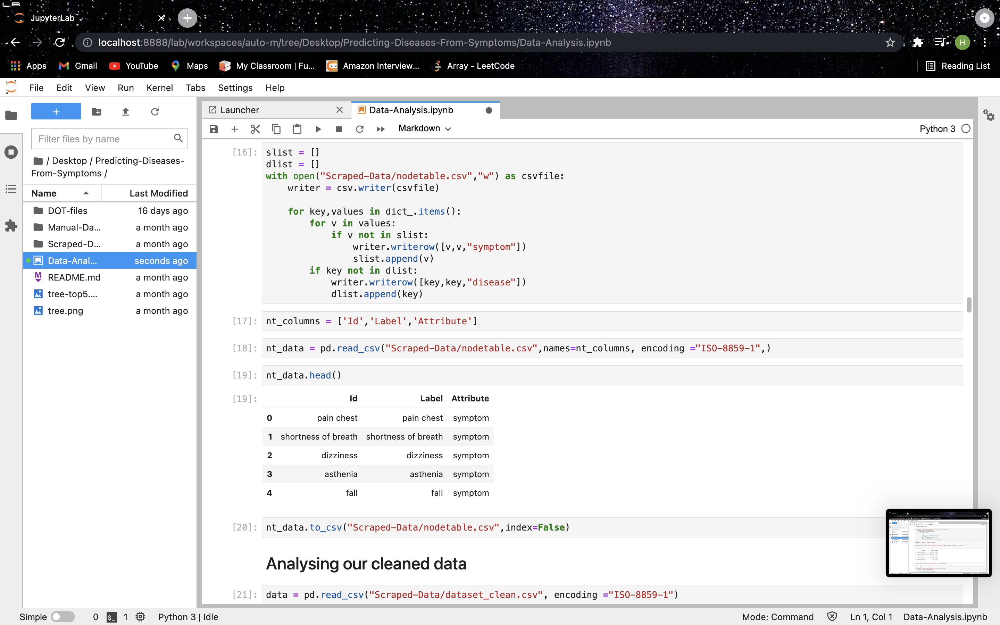 JupyterLab
localhost:8888/lab/workspaces/auto-m/tree/Desktop/Predicting-Diseases-From-Symptoms/Data-Analysis.ipynb
H
Apps Gmail YouTube Maps My Classroom | Fu... Amazon Interview... Array - LeetCode Reading List
File Edit View Run Kernel Tabs Settings Help
Filter files by name
/ Desktop / Predicting-Diseases-
From-Symptoms /
Name Last Modified
DOT-files 16 days ago
Manual-Da... a month ago
Scraped-D... a month ago
Data-Anal... seconds ago
README.md a month ago
tree-top5.... a month ago
tree.png a month ago
Launcher Data-Analysis.ipynb
Markdown Python 3
[16]: slist = []
dlist = []
with open("Scraped-Data/nodetable.csv","w") as csvfile:
writer = csv.writer(csvfile)
for key,values in dict_.items():
for v in values:
if v not in slist:
writer.writerow([v,v,"symptom"])
slist.append(v)
if key not in dlist:
writer.writerow([key,key,"disease"])
dlist.append(key)
[17]: nt_columns = ['Id','Label','Attribute']
[18]: nt_data = pd.read_csv("Scraped-Data/nodetable.csv",names=nt_columns, encoding ="ISO-8859-1",)
[19]: nt_data.head()
[19]: Id Label Attribute
0 pain chest pain chest symptom
1 shortness of breath shortness of breath symptom
2 dizziness dizziness symptom
3 asthenia asthenia symptom
4 fall fall symptom
[20]: nt_data.to_csv("Scraped-Data/nodetable.csv",index=False)
Analysing our cleaned data
[21]: data = pd.read_csv("Scraped-Data/dataset_clean.csv", encoding ="ISO-8859-1")
Simple 0 $_ 1 Python 3 | Idle Mode: Command Ln 1, Col 1 Data-Analysis.ipynb